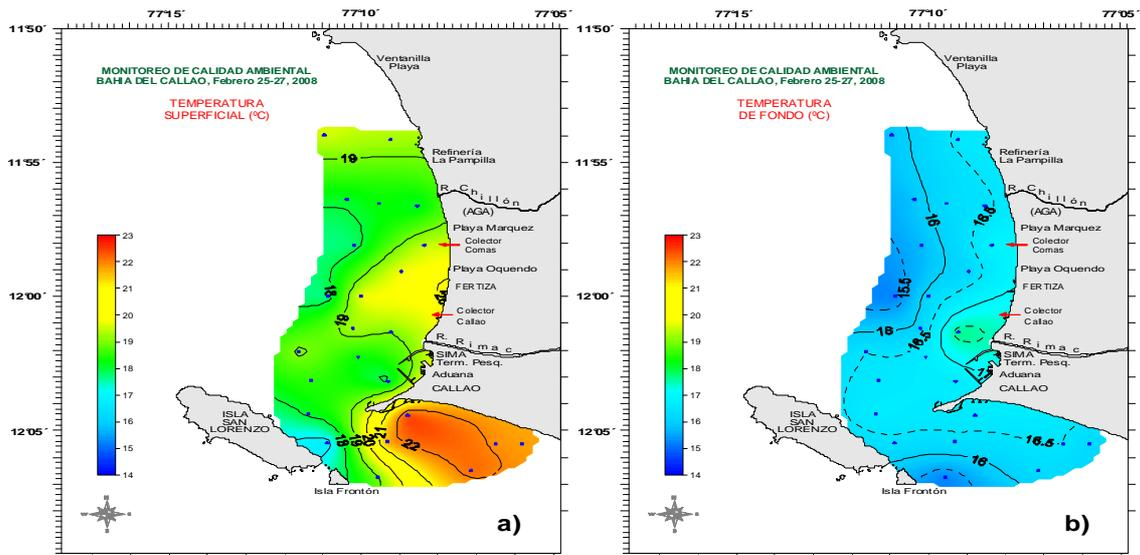 77°15´ 77°10´ 77°05´
11°50´
MONITOREO DE CALIDAD AMBIENTAL
BAHIA DEL CALLAO, Febrero 25-27, 2008
TEMPERATURA
SUPERFICIAL (ºC)
Ventanilla
Playa
11°55´
19
Refinería
La Pampilla
R. Chillón
(AGA)
Playa Marquez
Colector
Comas
Playa Oquendo
FERTIZA
12°00´
18
19
Colector
Callao
R. Rimac
SIMA
Term. Pesq.
Aduana
CALLAO
23
22
21
20
19
18
17
16
15
14
ISLA
SAN
LORENZO
12°05´
18
19
20
21
22
Isla Frontón
N
W
E
S
a)
77°15´ 77°10´ 77°05´
11°50´
MONITOREO DE CALIDAD AMBIENTAL
BAHIA DEL CALLAO, Febrero 25-27, 2008
TEMPERATURA
DE FONDO (ºC)
Ventanilla
Playa
11°55´
Refinería
La Pampilla
R. Chillón
(AGA)
16
16.5
Playa Marquez
Colector
Comas
Playa Oquendo
FERTIZA
12°00´
15.5
16
16.5
Colector
Callao
R. Rimac
SIMA
Term. Pesq.
17
Aduana
CALLAO
23
22
21
20
19
18
17
16
15
14
ISLA
SAN
LORENZO
12°05´
16.5
16
Isla Frontón
N
W
E
S
b)